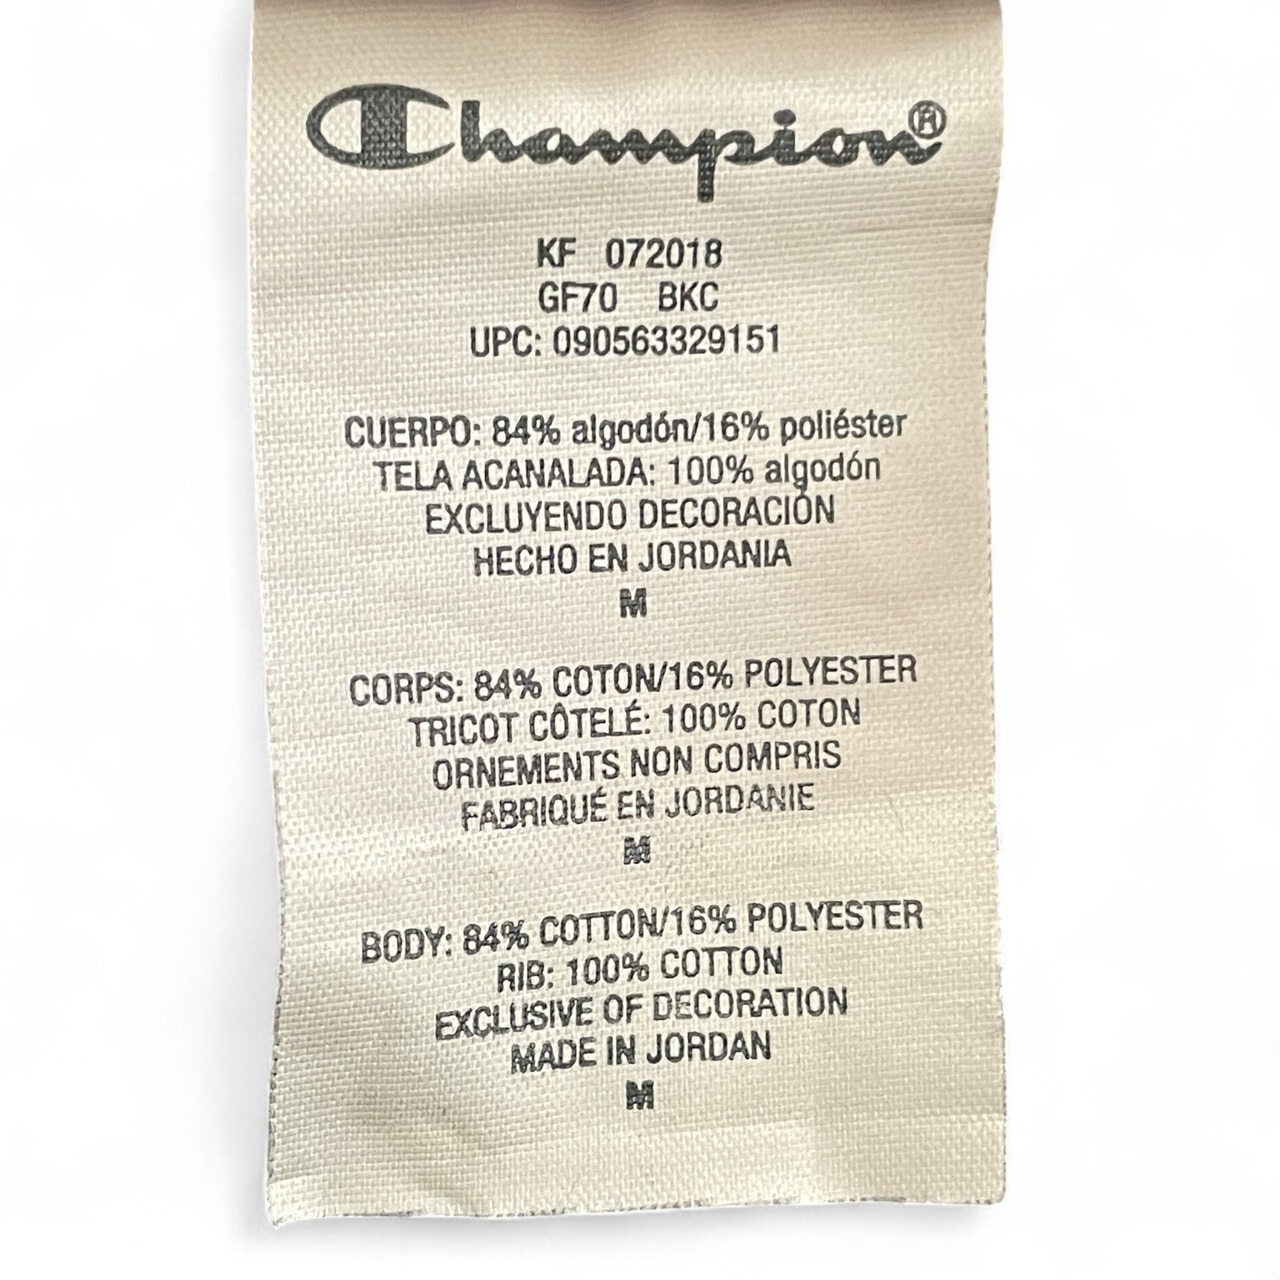 Champion®
KF 072018
GF70 BKC
UPC: 090563329151
CUERPO: 84% algodón/16% poliéster
TELA ACANALADA: 100% algodón
EXCLUYENDO DECORACIÓN
HECHO EN JORDANIA
M
CORPS: 84% COTON/16% POLYESTER
TRICOT CÔTELÉ: 100% COTON
ORNEMENTS NON COMPRIS
FABRIQUÉ EN JORDANIE
M
BODY: 84% COTTON/16% POLYESTER
RIB: 100% COTTON
EXCLUSIVE OF DECORATION
MADE IN JORDAN
M